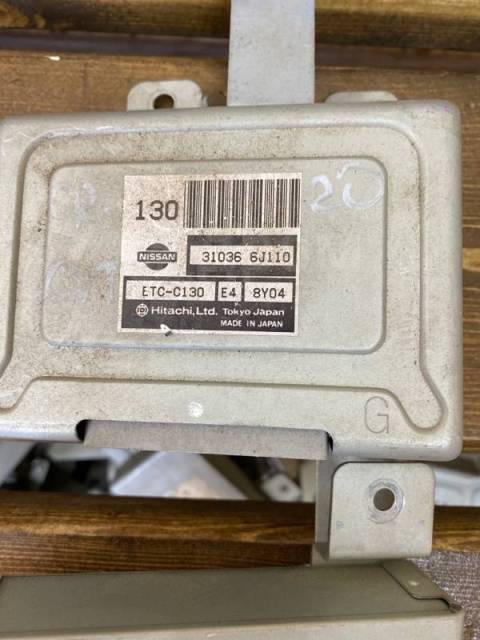 20
130
NISSAN
31036 6J110
ETC-C130 E4 8Y04
Hitachi, Ltd. Tokyo Japan
MADE IN JAPAN
G